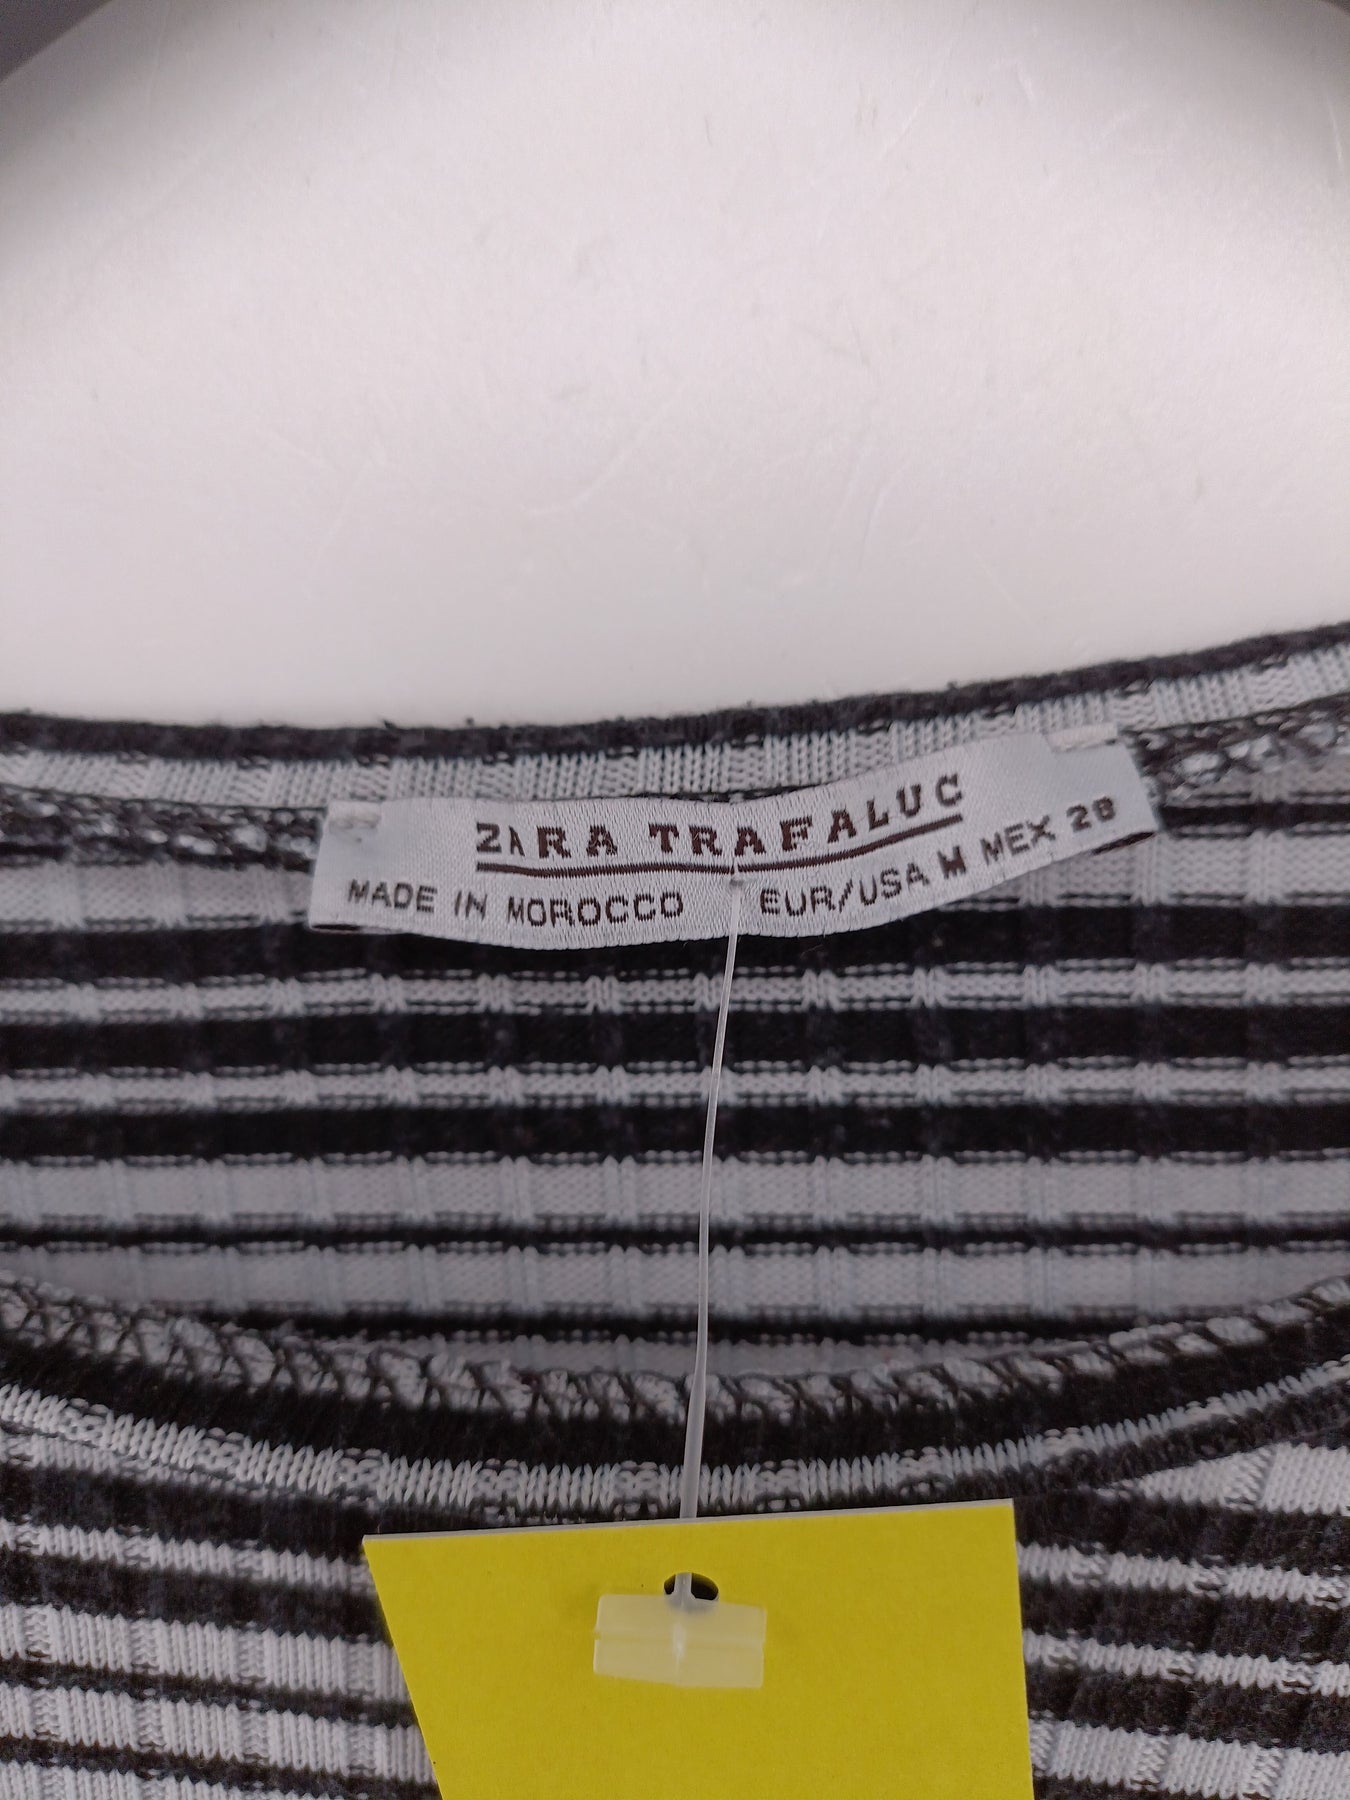 ZARA TRAFALUC
MADE IN MOROCCO EUR/USA M MEX 28